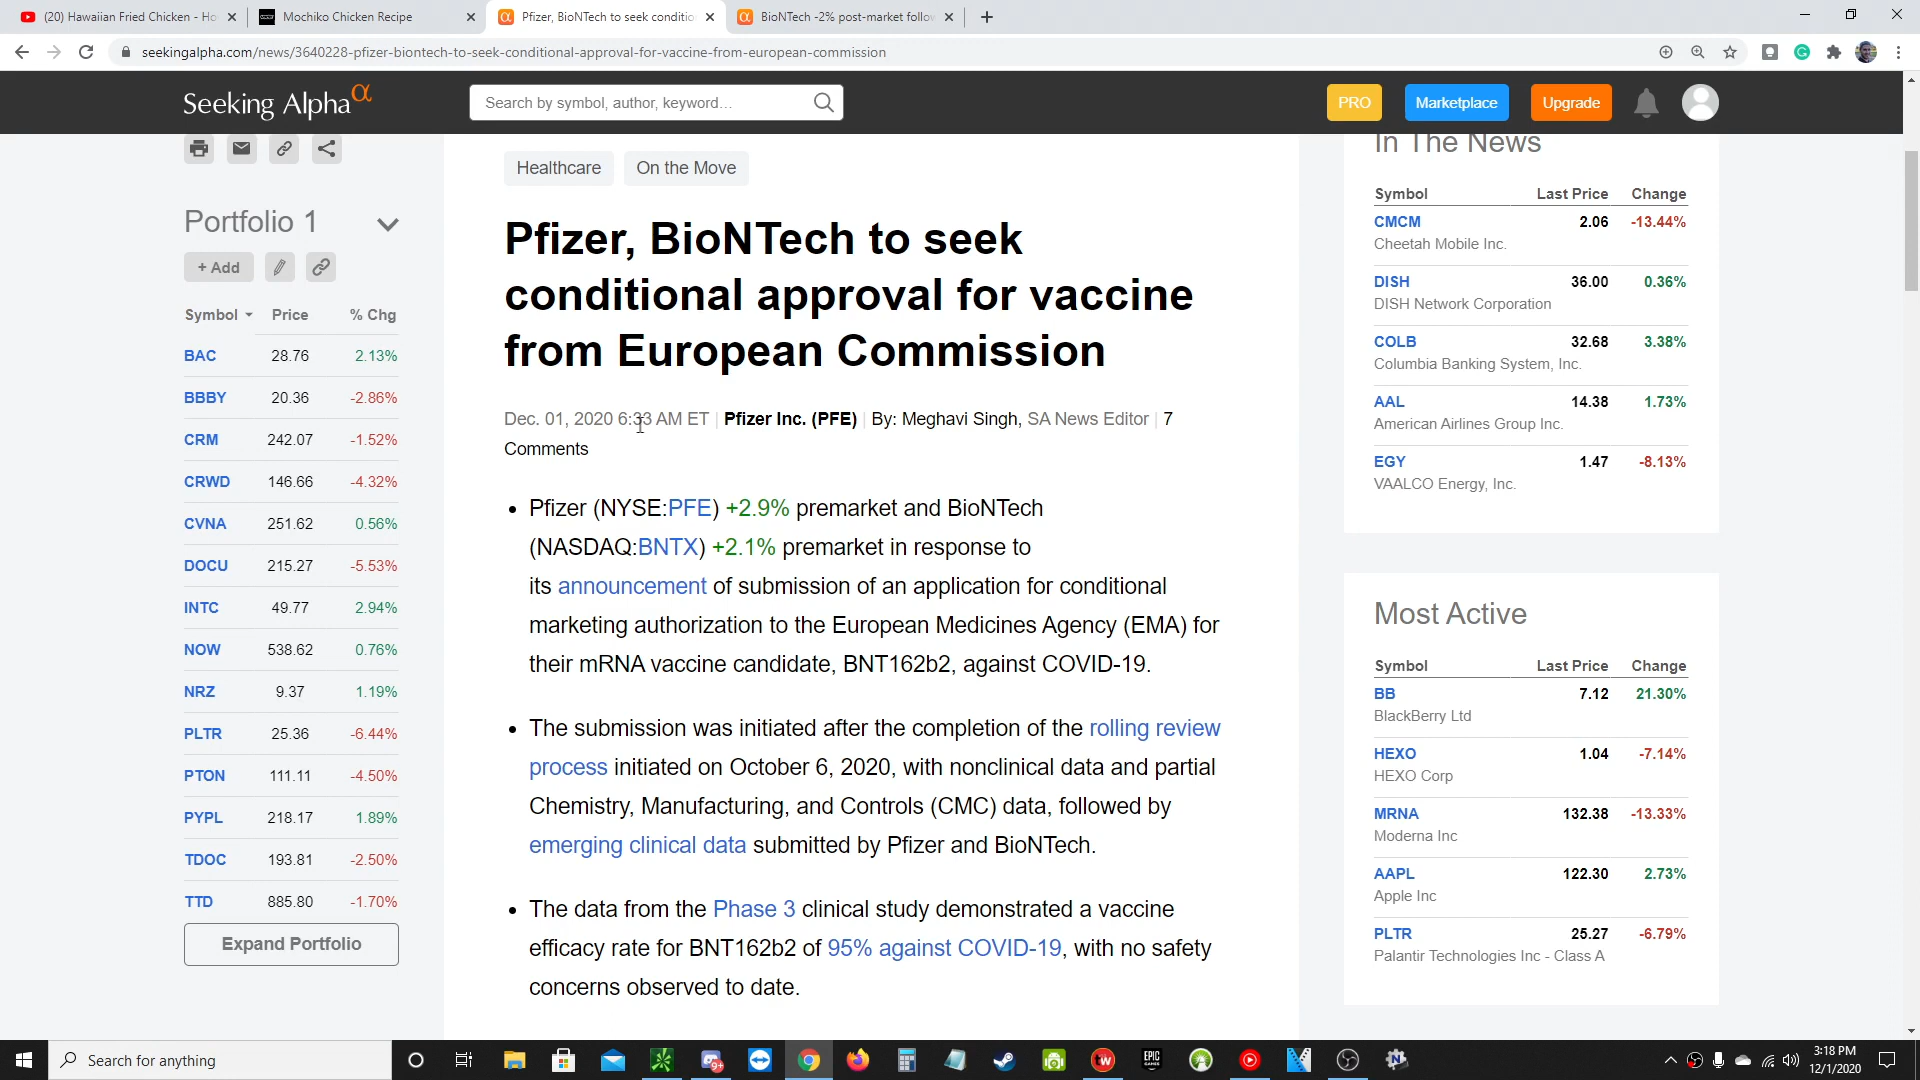 (20) Hawaiian Fried Chicken - Ho
Mochiko Chicken Recipe
Pfizer, BioNTech to seek conditio
BioNTech -2% post-market follow
seekingalpha.com/news/3640228-pfizer-biontech-to-seek-conditional-approval-for-vaccine-from-european-commission
Seeking Alpha α
Search by symbol, author, keyword...
PRO
Marketplace
Upgrade
Portfolio 1
+ Add
Symbol Price % Chg
BAC 28.76 2.13%
BBBY 20.36 -2.86%
CRM 242.07 -1.52%
CRWD 146.66 -4.32%
CVNA 251.62 0.56%
DOCU 215.27 -5.53%
INTC 49.77 2.94%
NOW 538.62 0.76%
NRZ 9.37 1.19%
PLTR 25.36 -6.44%
PTON 111.11 -4.50%
PYPL 218.17 1.89%
TDOC 193.81 -2.50%
TTD 885.80 -1.70%
Expand Portfolio
Healthcare On the Move
Pfizer, BioNTech to seek
conditional approval for vaccine
from European Commission
Dec. 01, 2020 6:33 AM ET | Pfizer Inc. (PFE) | By: Meghavi Singh, SA News Editor | 7
Comments
• Pfizer (NYSE:PFE) +2.9% premarket and BioNTech
(NASDAQ:BNTX) +2.1% premarket in response to
its announcement of submission of an application for conditional
marketing authorization to the European Medicines Agency (EMA) for
their mRNA vaccine candidate, BNT162b2, against COVID-19.
• The submission was initiated after the completion of the rolling review
process initiated on October 6, 2020, with nonclinical data and partial
Chemistry, Manufacturing, and Controls (CMC) data, followed by
emerging clinical data submitted by Pfizer and BioNTech.
• The data from the Phase 3 clinical study demonstrated a vaccine
efficacy rate for BNT162b2 of 95% against COVID-19, with no safety
concerns observed to date.
In The News
Symbol Last Price Change
CMCM 2.06 -13.44%
Cheetah Mobile Inc.
DISH 36.00 0.36%
DISH Network Corporation
COLB 32.68 3.38%
Columbia Banking System, Inc.
AAL 14.38 1.73%
American Airlines Group Inc.
EGY 1.47 -8.13%
VAALCO Energy, Inc.
Most Active
Symbol Last Price Change
BB 7.12 21.30%
BlackBerry Ltd
HEXO 1.04 -7.14%
HEXO Corp
MRNA 132.38 -13.33%
Moderna Inc
AAPL 122.30 2.73%
Apple Inc
PLTR 25.27 -6.79%
Palantir Technologies Inc - Class A
Search for anything
9+
EPIC GAMES
3:18 PM
12/1/2020